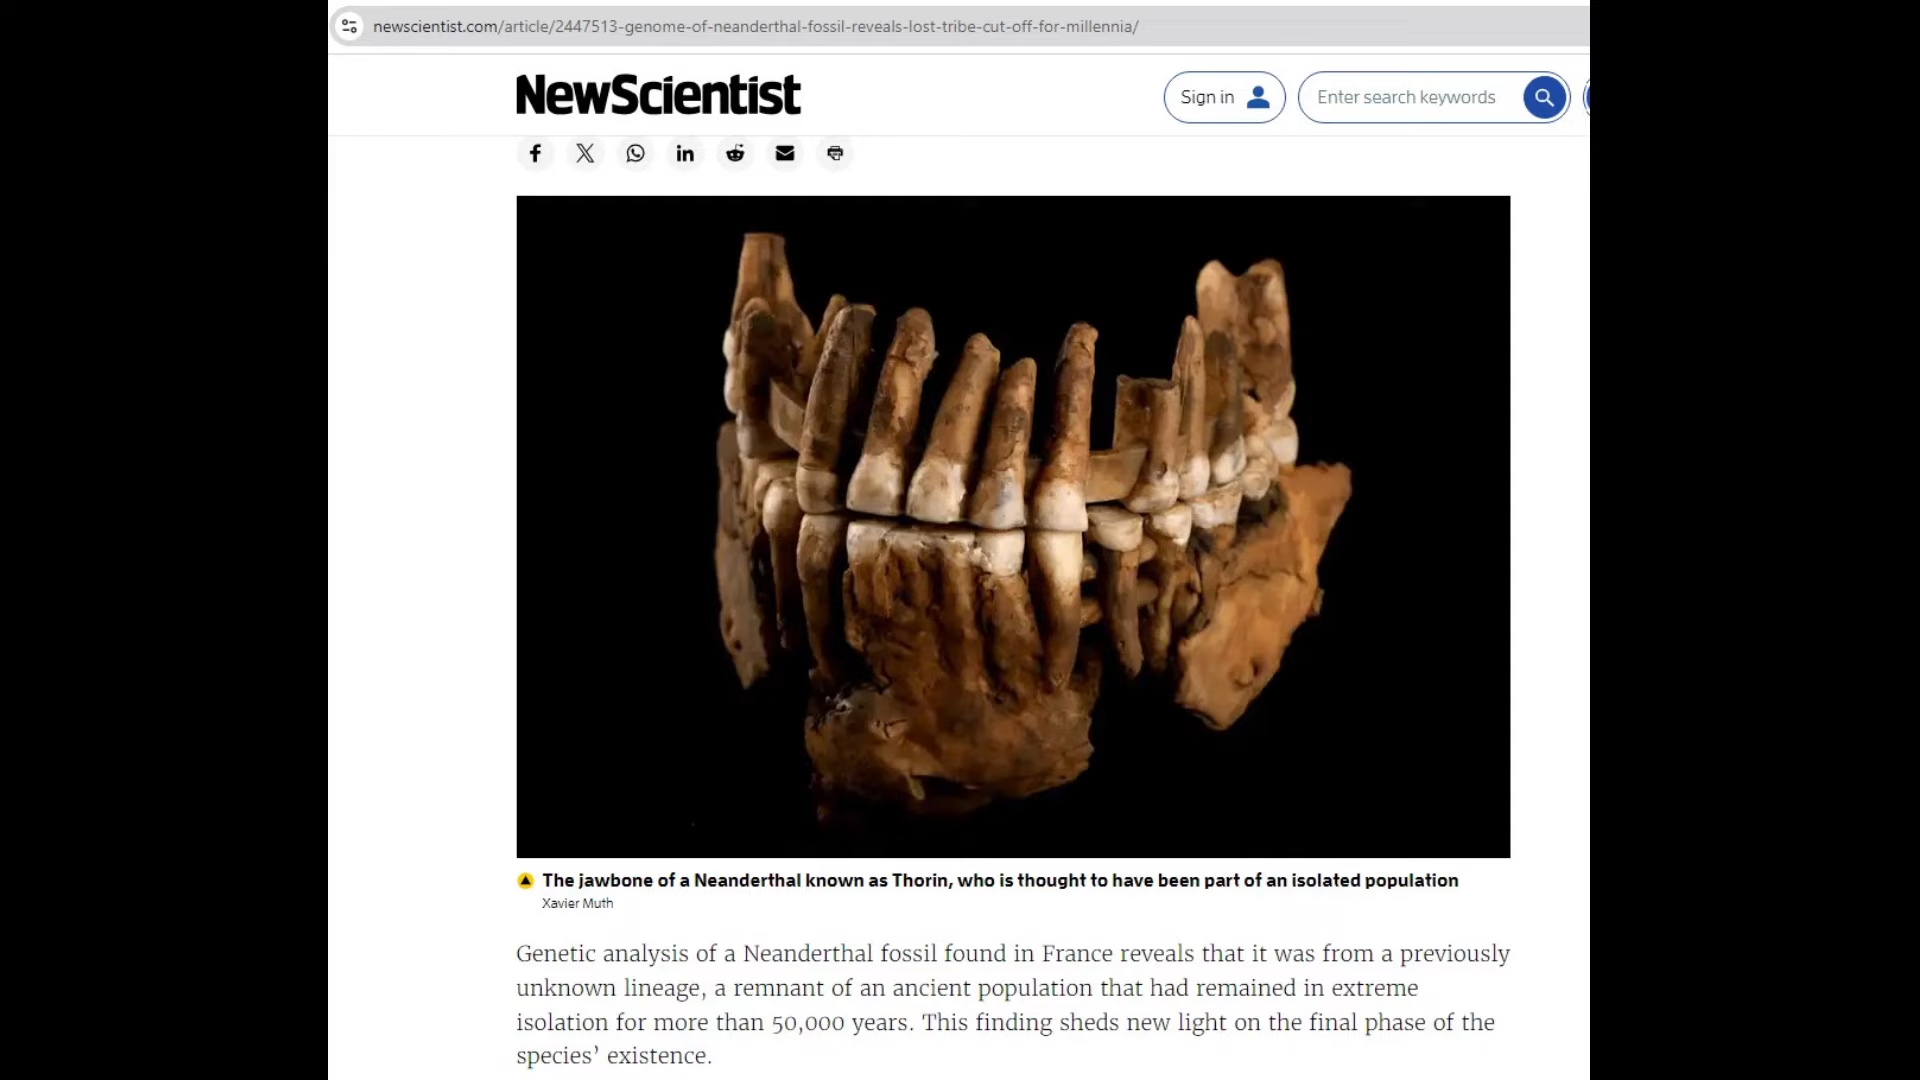 newscientist.com/article/2447513-genome-of-neanderthal-fossil-reveals-lost-tribe-cut-off-for-millennia/
NewScientist
Sign in
Enter search keywords
The jawbone of a Neanderthal known as Thorin, who is thought to have been part of an isolated population
Xavier Muth
Genetic analysis of a Neanderthal fossil found in France reveals that it was from a previously
unknown lineage, a remnant of an ancient population that had remained in extreme
isolation for more than 50,000 years. This finding sheds new light on the final phase of the
species’ existence.